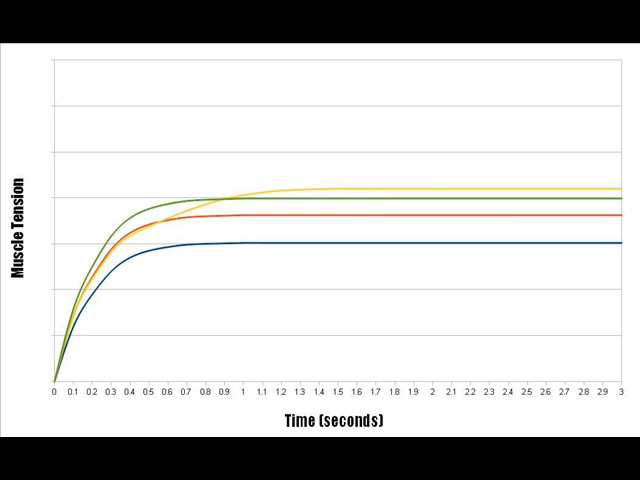 Muscle Tension
0 0.1 0.2 0.3 0.4 0.5 0.6 0.7 0.8 0.9 1 1.1 1.2 1.3 1.4 1.5 1.6 1.7 1.8 1.9 2 2.1 2.2 2.3 2.4 2.5 2.6 2.7 2.8 2.9 3
Time (seconds)